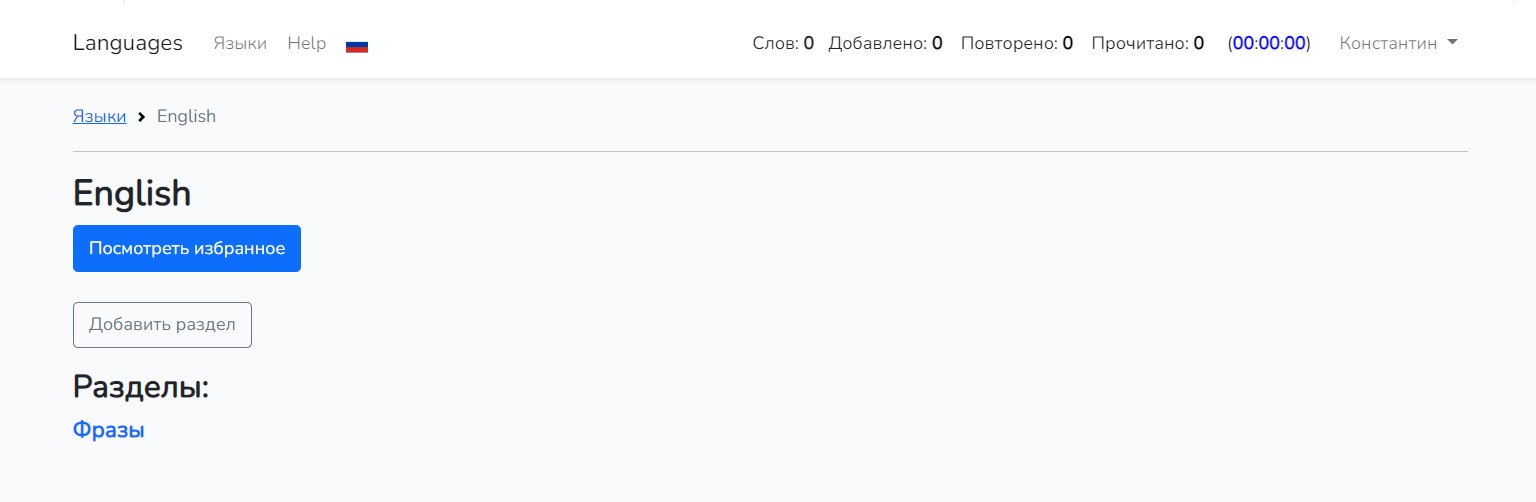 Languages Языки Help Слов: 0 Добавлено: 0 Повторено: 0 Прочитано: 0 (00:00:00) Константин
Языки English
English
Посмотреть избранное
Добавить раздел
Разделы:
Фразы